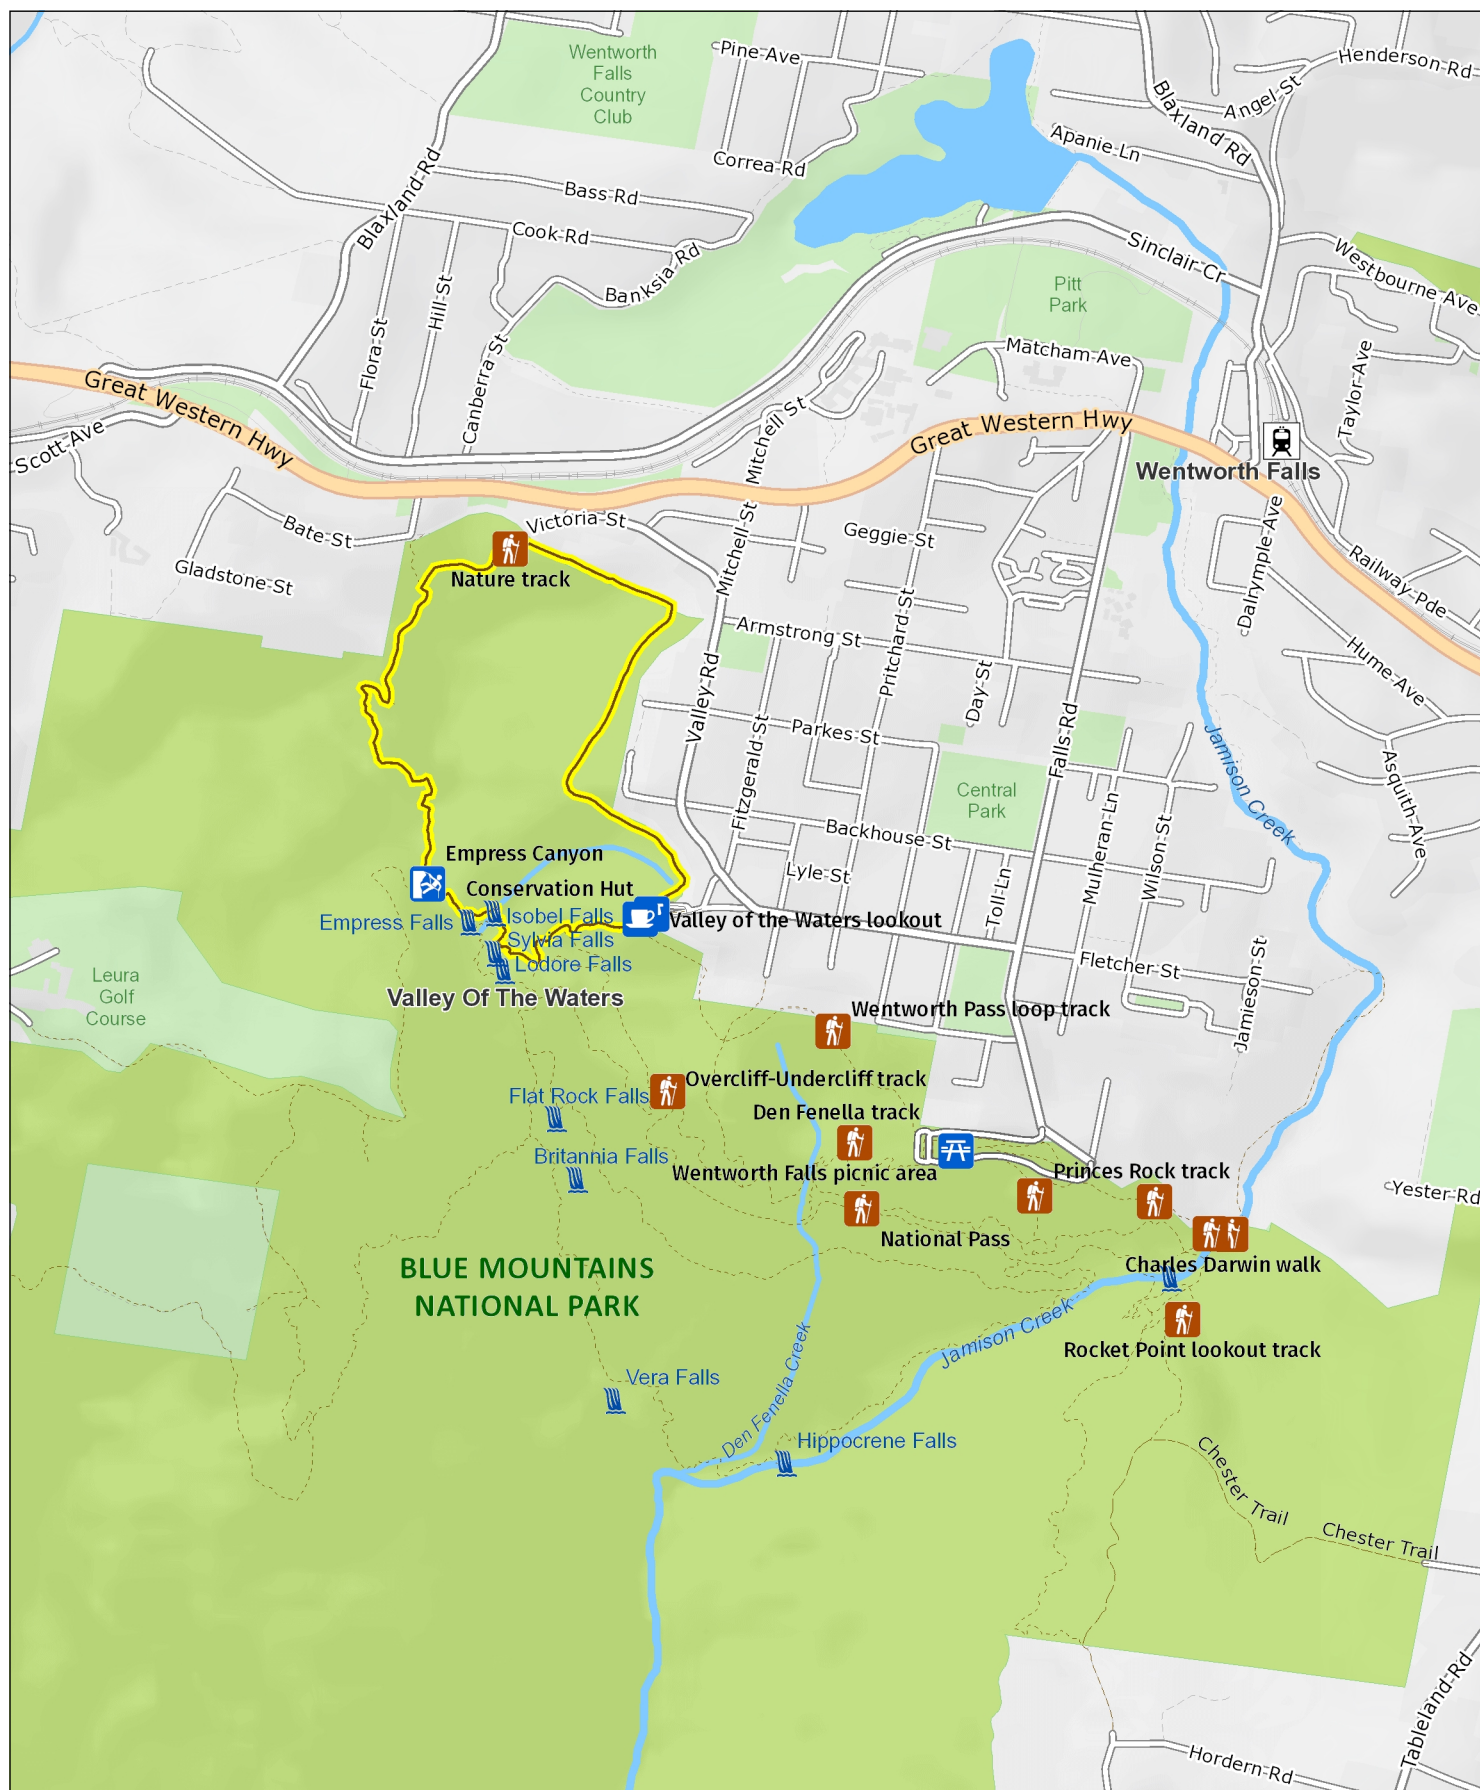 Wentworth
Falls
Country
Club
Pine Ave
Henderson Rd
Angel St
Blaxland Rd
Apanie Ln
Correa Rd
Blaxland Rd
Bass Rd
Cook Rd
Banksia Rd
Sinclair Cr
Westbourne Ave
Pitt
Park
Hill St
Flora St
Canberra St
Matcham Ave
Taylor Ave
Great Western Hwy
Scott Ave
Mitchell St
Great Western Hwy
Wentworth Falls
Victoria St
Bate St
Gladstone St
Nature track
Mitchell St
Geggie St
Dalrymple Ave
Railway Pde
Armstrong St
Pritchard St
Hume Ave
Valley Rd
Day St
Falls Rd
Parkes St
Fitzgerald St
Jamison Creek
Asquith Ave
Central
Park
Backhouse St
Mulheran Ln
Wilson St
Lyle St
Toll Ln
Empress Canyon
Conservation Hut
Empress Falls
Isobel Falls
Valley of the Waters lookout
Sylvia Falls
Lodore Falls
Valley Of The Waters
Leura
Golf
Course
Fletcher St
Jamieson St
Wentworth Pass loop track
Overcliff-Undercliff track
Flat Rock Falls
Den Fenella track
Britannia Falls
Wentworth Falls picnic area
Princes Rock track
Yester Rd
National Pass
Charles Darwin walk
BLUE MOUNTAINS
NATIONAL PARK
Jamison Creek
Rocket Point lookout track
Den Fenella Creek
Vera Falls
Hippocrene Falls
Chester Trail
Chester Trail
Tableland Rd
Hordern Rd